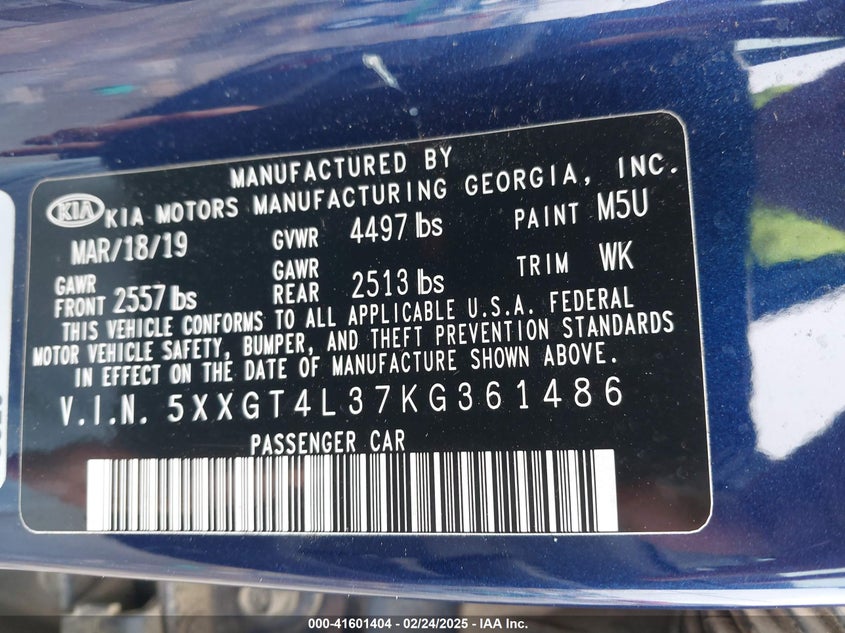 MANUFACTURED BY
KIA KIA MOTORS MANUFACTURING GEORGIA, INC.
MAR/18/19 GVWR 4497 lbs PAINT M5U
GAWR FRONT 2557 lbs GAWR REAR 2513 lbs TRIM WK
THIS VEHICLE CONFORMS TO ALL APPLICABLE U.S.A. FEDERAL
MOTOR VEHICLE SAFETY, BUMPER, AND THEFT PREVENTION STANDARDS
IN EFFECT ON THE DATE OF MANUFACTURE SHOWN ABOVE.
V.I.N. 5XXGT4L37KG361486
PASSENGER CAR
000-41601404 - 02/24/2025 - IAA Inc.